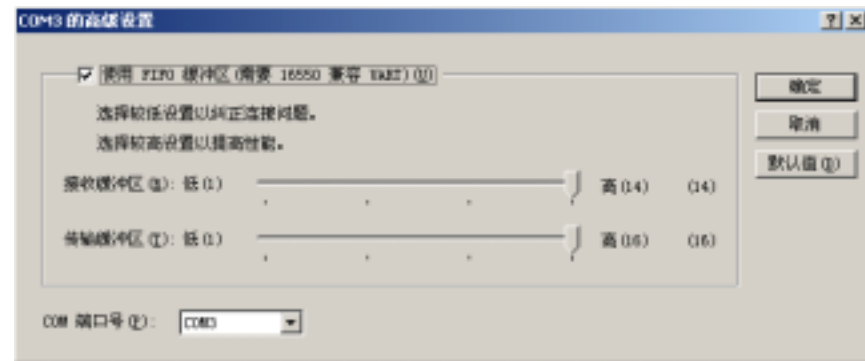 COM3 的高级设置
使用 FIFO 缓冲区(需要 16550 兼容 UART)(U)
选择较低设置以纠正连接问题。
选择较高设置以提高性能。
接收缓冲区(R): 低(1) 高(14) (14)
传输缓冲区(T): 低(1) 高(16) (16)
COM 端口号(P): COM3
确定
取消
默认值(D)